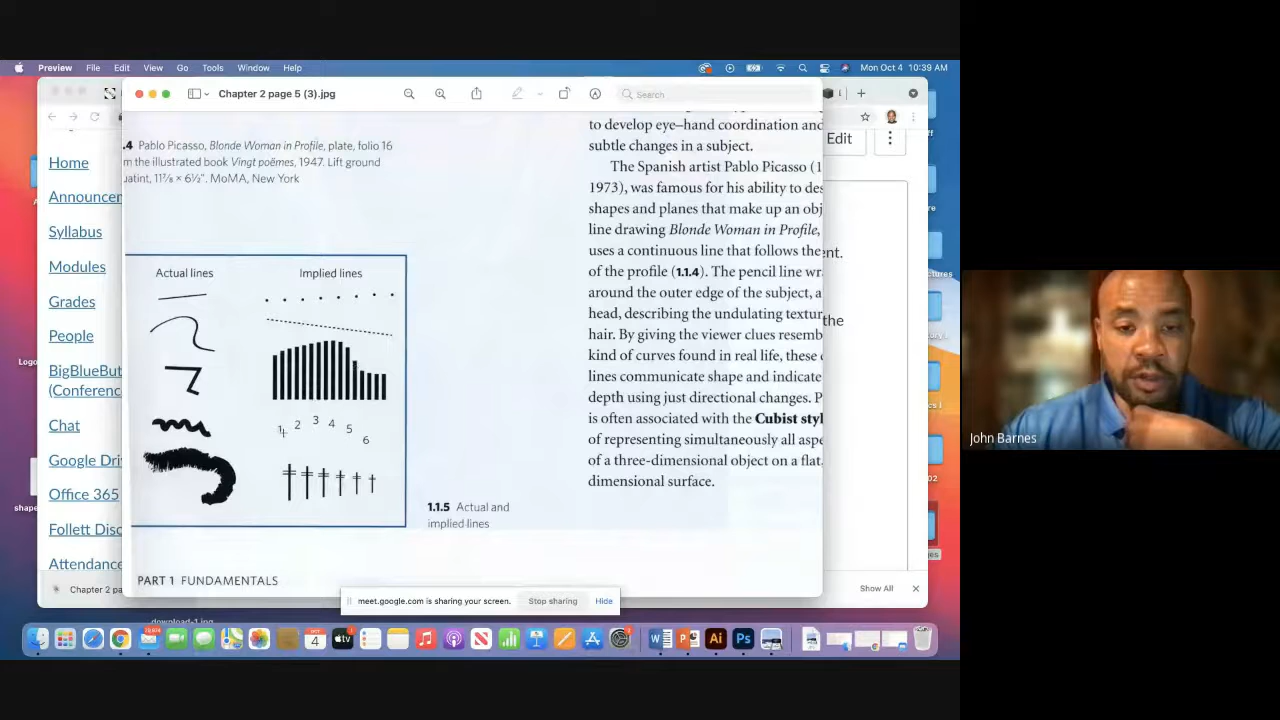 Preview File Edit View Go Tools Window Help
Mon Oct 4 10:39 AM
Chapter 2 page 5 (3).jpg
Search
Home
Announcer
Syllabus
Modules
Grades
People
BigBlueBut
(Conferenc
Chat
Google Dri
Office 365
Follett Disc
Attendance
Edit
.4 Pablo Picasso, Blonde Woman in Profile, plate, folio 16
m the illustrated book Vingt poëmes, 1947. Lift ground
uatint, 11⅞ × 6½". MoMA, New York
Actual lines
Implied lines
1 2 3 4 5 6
1.1.5 Actual and
implied lines
PART 1 FUNDAMENTALS
to develop eye–hand coordination and
subtle changes in a subject.
The Spanish artist Pablo Picasso (1
1973), was famous for his ability to des
shapes and planes that make up an obj
line drawing Blonde Woman in Profile,
uses a continuous line that follows the
of the profile (1.1.4). The pencil line wr
around the outer edge of the subject, a
head, describing the undulating textur
hair. By giving the viewer clues resemb
kind of curves found in real life, these
lines communicate shape and indicate
depth using just directional changes. P
is often associated with the Cubist styl
of representing simultaneously all aspe
of a three-dimensional object on a flat
dimensional surface.
ent.
the
Chapter 2 pa
Show All
meet.google.com is sharing your screen. Stop sharing Hide
download-1.jpg
John Barnes